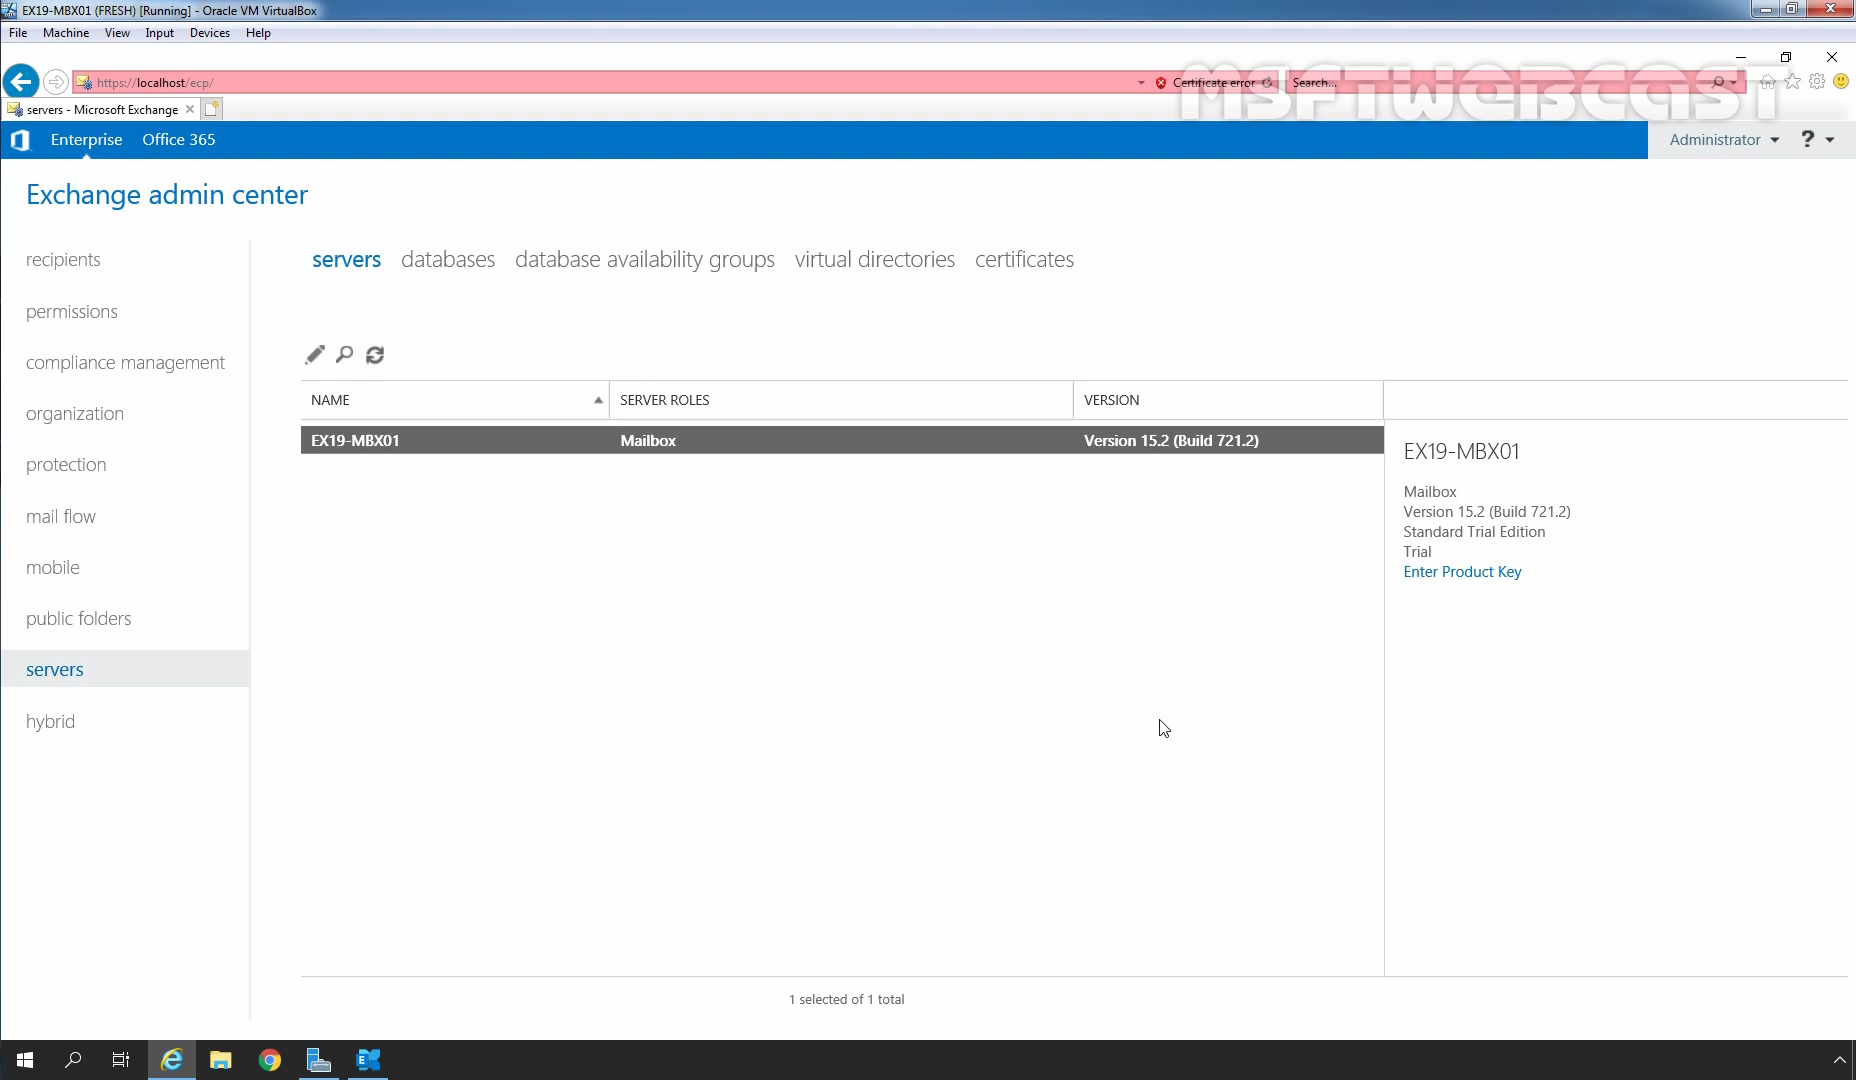 EX19-MBX01 (FRESH) [Running] - Oracle VM VirtualBox
File Machine View Input Devices Help
https://localhost/ecp/
Certificate error
Search...
servers - Microsoft Exchange
MSFTWEBCAST
Enterprise Office 365
Administrator ?
Exchange admin center
recipients
permissions
compliance management
organization
protection
mail flow
mobile
public folders
servers
hybrid
servers databases database availability groups virtual directories certificates
NAME SERVER ROLES VERSION
EX19-MBX01 Mailbox Version 15.2 (Build 721.2)
EX19-MBX01
Mailbox
Version 15.2 (Build 721.2)
Standard Trial Edition
Trial
Enter Product Key
1 selected of 1 total